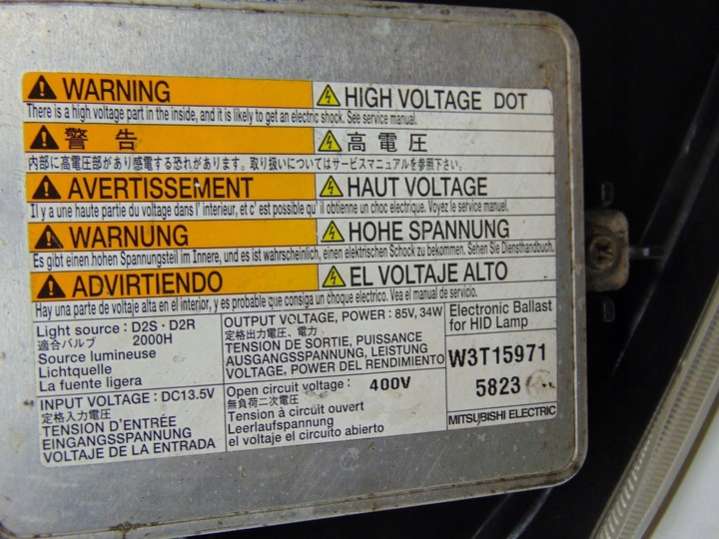 WARNING HIGH VOLTAGE DOT
There is a high voltage part in the inside, and it is likely to get an electric shock. See service manual.
警告 高電圧
内部に高電圧部があり感電する恐れがあります。取り扱いについてはサービスマニュアルを参照下さい。
AVERTISSEMENT HAUT VOLTAGE
Il y a une haute partie du voltage dans l' interieur, et c' est possible qu' il obtienne un choc electrique. Voyez le service manuel.
WARNUNG HOHE SPANNUNG
Es gibt einen hohen Spannungsteil im Innere, und es ist wahrscheinlich, einen elektrischen Schock zu bekommen. Sehen Sie Diensthandbuch.
ADVIRTIENDO EL VOLTAJE ALTO
Hay una parte de voltaje alta en el interior, y es probable que consiga un choque electrico. Vea el manual de servicio.
Light source : D2S・D2R
適合バルブ 2000H
Source lumineuse
Lichtquelle
La fuente ligera
OUTPUT VOLTAGE, POWER : 85V, 34W
定格出力電圧、電力
TENSION DE SORTIE, PUISSANCE
AUSGANGSSPANNUNG, LEISTUNG
VOLTAGE, POWER DEL RENDIMIENTO
Electronic Ballast
for HID Lamp
W3T15971
5823
MITSUBISHI ELECTRIC
INPUT VOLTAGE : DC13.5V
定格入力電圧
TENSION D'ENTRÉE
EINGANGSSPANNUNG
VOLTAJE DE LA ENTRADA
Open circuit voltage : 400V
無負荷二次電圧
Tension à circuit ouvert
Leerlaufspannung
el voltaje el circuito abierto